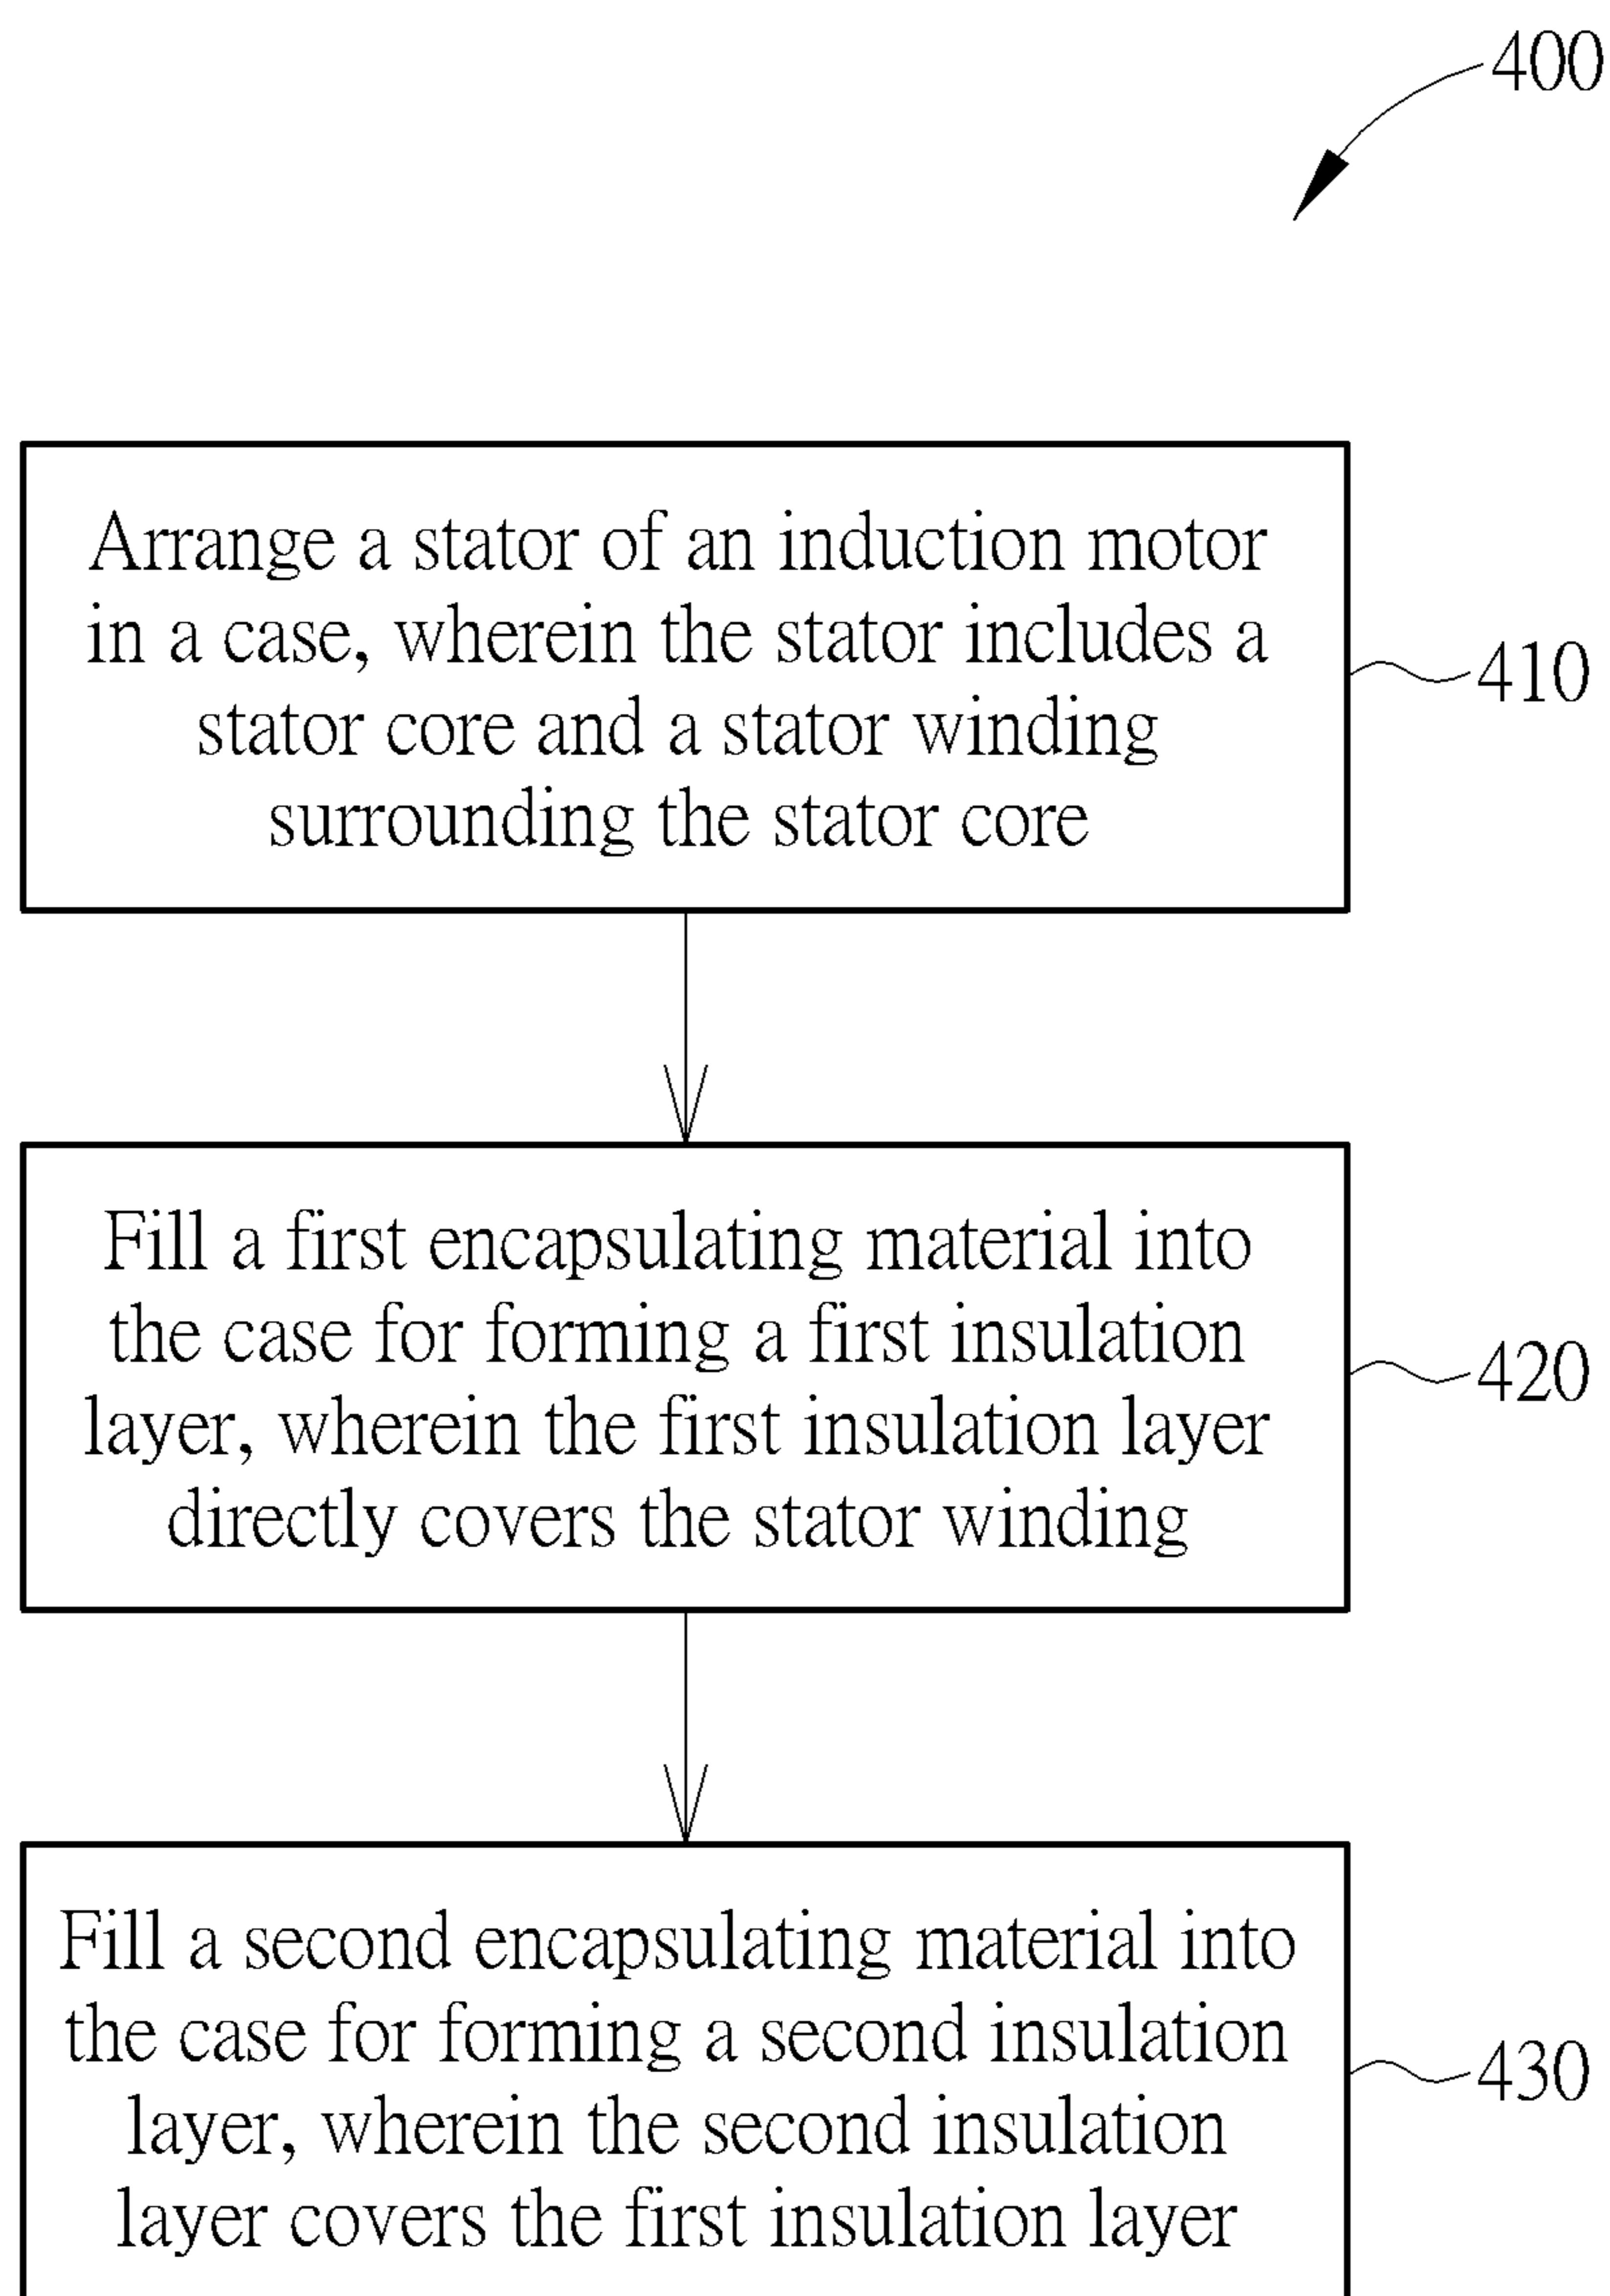 400
Arrange a stator of an induction motor
in a case, wherein the stator includes a
stator core and a stator winding
surrounding the stator core
410
Fill a first encapsulating material into
the case for forming a first insulation
layer, wherein the first insulation layer
directly covers the stator winding
420
Fill a second encapsulating material into
the case for forming a second insulation
layer, wherein the second insulation
layer covers the first insulation layer
430